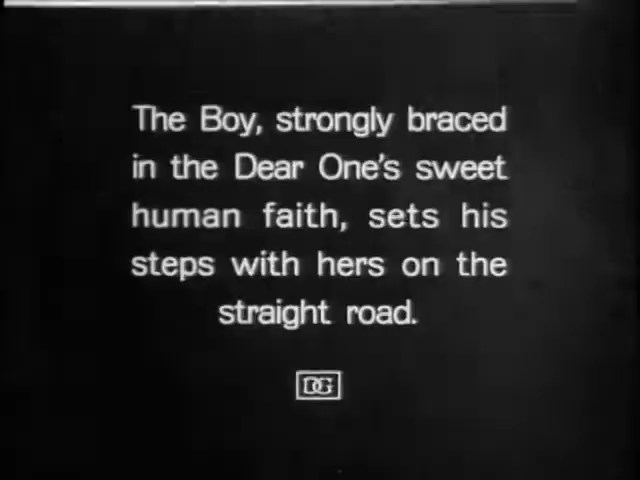 The Boy, strongly braced
in the Dear One's sweet
human faith, sets his
steps with hers on the
straight road.
DG